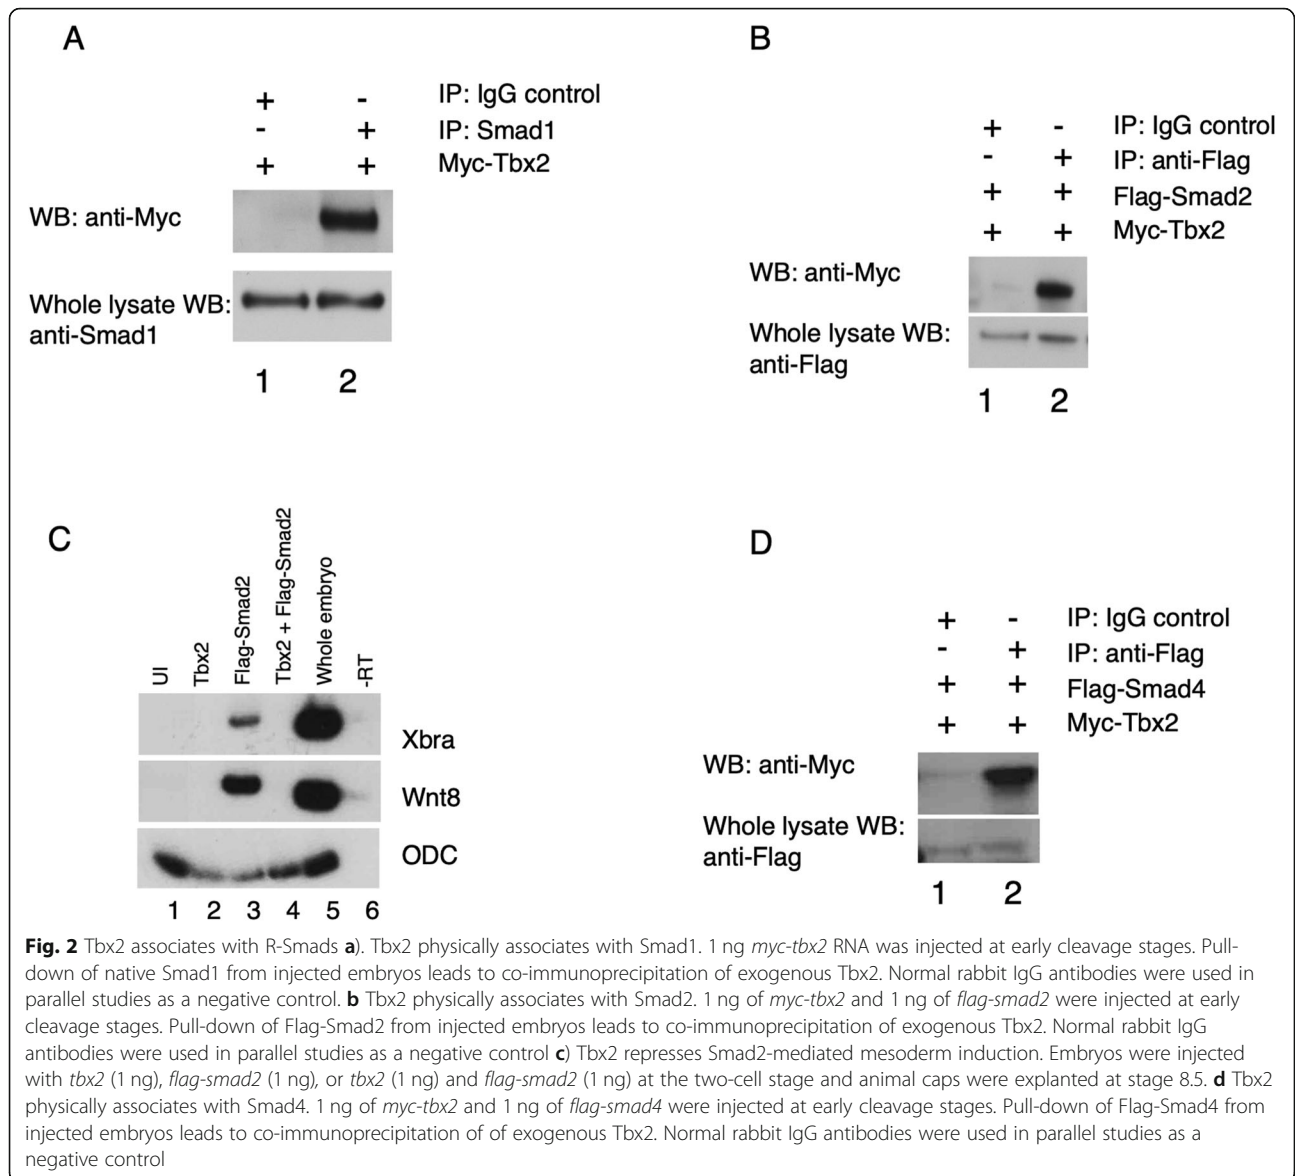 A
+ - IP: IgG control
- + IP: Smad1
+ + Myc-Tbx2
WB: anti-Myc
Whole lysate WB:
anti-Smad1
1 2
B
+ - IP: IgG control
- + IP: anti-Flag
+ + Flag-Smad2
+ + Myc-Tbx2
WB: anti-Myc
Whole lysate WB:
anti-Flag
1 2
C
UI
Tbx2
Flag-Smad2
Tbx2 + Flag-Smad2
Whole embryo
-RT
Xbra
Wnt8
ODC
1 2 3 4 5 6
D
+ - IP: IgG control
- + IP: anti-Flag
+ + Flag-Smad4
+ + Myc-Tbx2
WB: anti-Myc
Whole lysate WB:
anti-Flag
1 2
Fig. 2 Tbx2 associates with R-Smads a). Tbx2 physically associates with Smad1. 1 ng myc-tbx2 RNA was injected at early cleavage stages. Pull-
down of native Smad1 from injected embryos leads to co-immunoprecipitation of exogenous Tbx2. Normal rabbit IgG antibodies were used in
parallel studies as a negative control. b Tbx2 physically associates with Smad2. 1 ng of myc-tbx2 and 1 ng of flag-smad2 were injected at early
cleavage stages. Pull-down of Flag-Smad2 from injected embryos leads to co-immunoprecipitation of exogenous Tbx2. Normal rabbit IgG
antibodies were used in parallel studies as a negative control c) Tbx2 represses Smad2-mediated mesoderm induction. Embryos were injected
with tbx2 (1 ng), flag-smad2 (1 ng), or tbx2 (1 ng) and flag-smad2 (1 ng) at the two-cell stage and animal caps were explanted at stage 8.5. d Tbx2
physically associates with Smad4. 1 ng of myc-tbx2 and 1 ng of flag-smad4 were injected at early cleavage stages. Pull-down of Flag-Smad4 from
injected embryos leads to co-immunoprecipitation of of exogenous Tbx2. Normal rabbit IgG antibodies were used in parallel studies as a
negative control